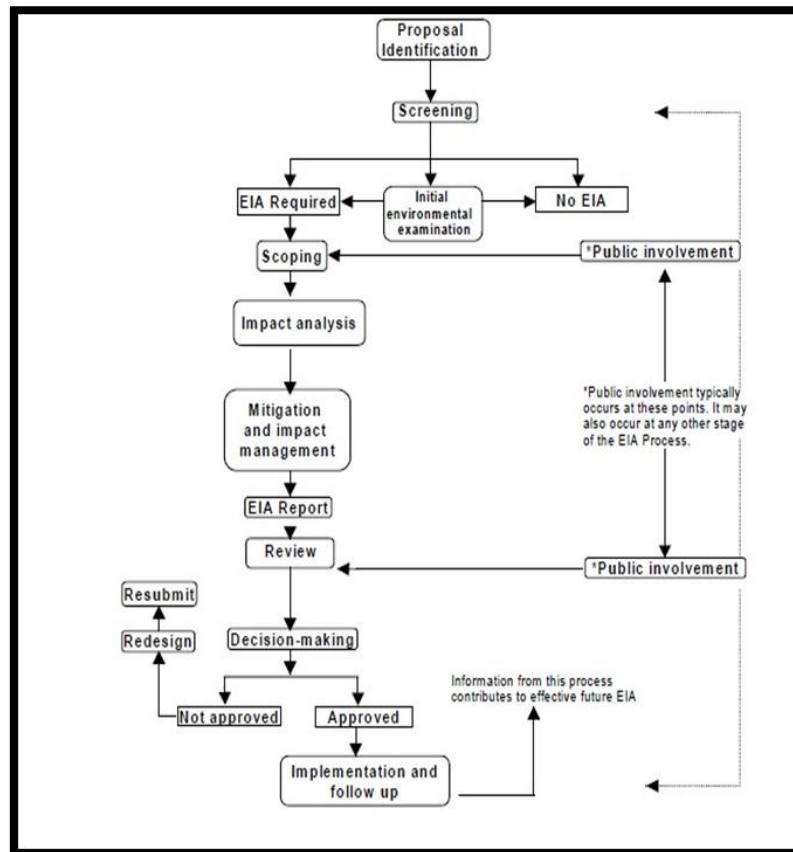 Proposal
Identification
Screening
EIA Required
Initial
environmental
examination
No EIA
Scoping
*Public involvement
Impact analysis
*Public involvement typically
occurs at these points. It may
also occur at any other stage
of the EIA Process.
Mitigation
and impact
management
EIA Report
Review
*Public involvement
Resubmit
Redesign
Decision-making
Information from this process
contributes to effective future EIA
Not approved
Approved
Implementation and
follow up